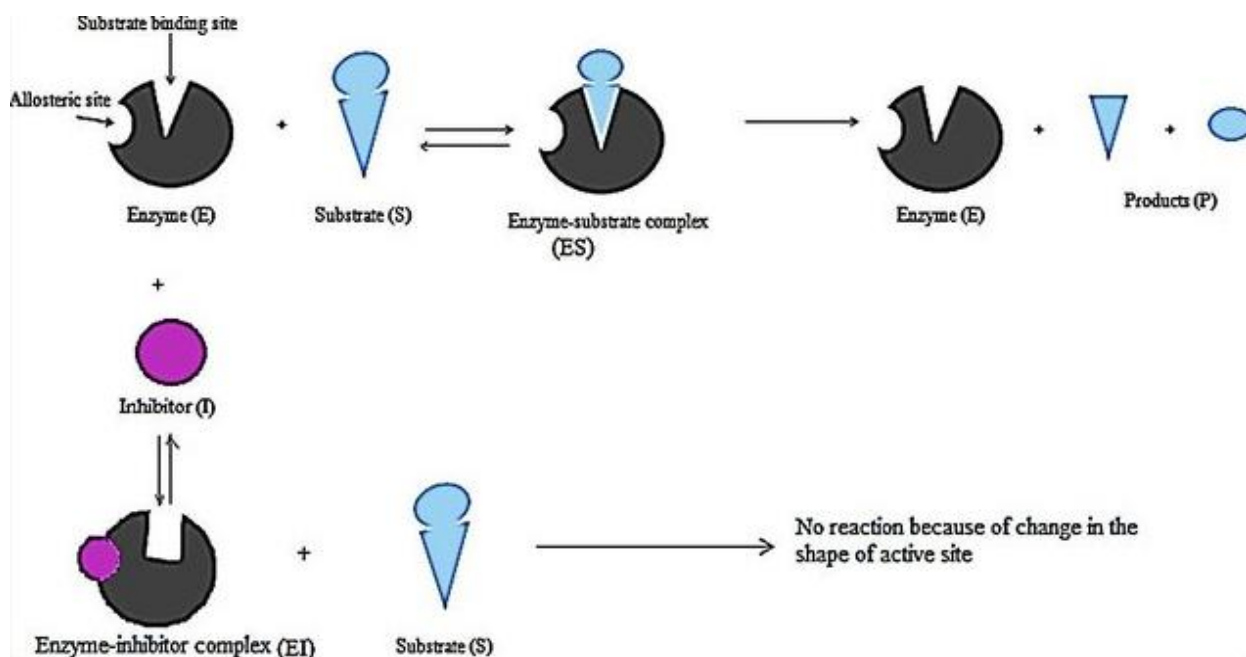 Substrate binding site
Allosteric site
+
+
+
Enzyme (E)
Substrate (S)
Enzyme-substrate complex
(ES)
Enzyme (E)
Products (P)
+
Inhibitor (I)
+
No reaction because of change in the
shape of active site
Enzyme-inhibitor complex (EI)
Substrate (S)